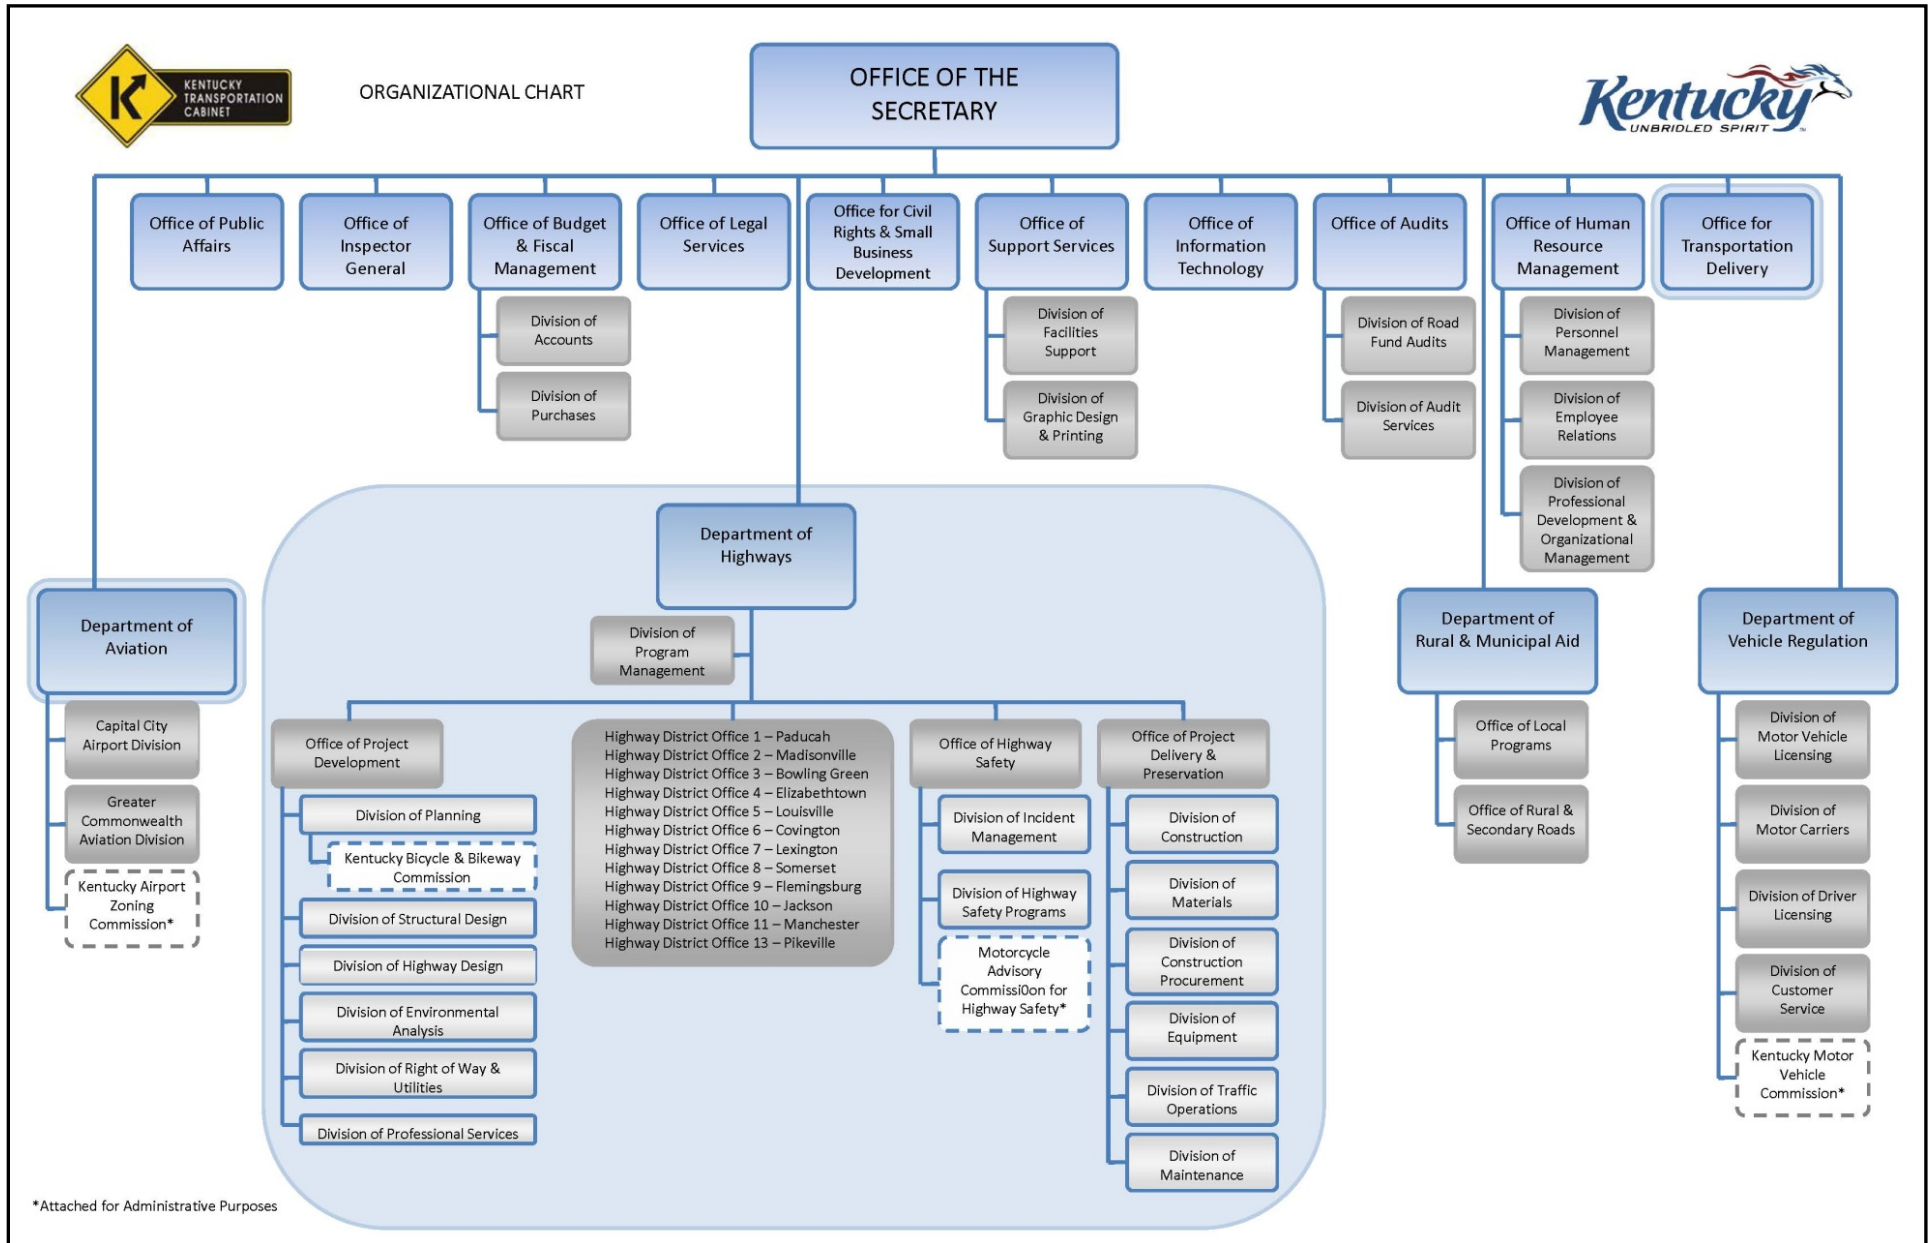 KENTUCKY
TRANSPORTATION
CABINET
ORGANIZATIONAL CHART
OFFICE OF THE
SECRETARY
Kentucky
UNBRIDLED SPIRIT
TM
Office of Public
Affairs
Office of
Inspector
General
Office of Budget
& Fiscal
Management
Office of Legal
Services
Office for Civil
Rights & Small
Business
Development
Office of
Support Services
Office of
Information
Technology
Office of Audits
Office of Human
Resource
Management
Office for
Transportation
Delivery
Division of
Accounts
Division of
Purchases
Division of
Facilities
Support
Division of
Graphic Design
& Printing
Division of Road
Fund Audits
Division of Audit
Services
Division of
Personnel
Management
Division of
Employee
Relations
Division of
Professional
Development &
Organizational
Management
Department of
Aviation
Capital City
Airport Division
Greater
Commonwealth
Aviation Division
Kentucky Airport
Zoning
Commission*
Department of
Highways
Division of
Program
Management
Office of Project
Development
Division of Planning
Kentucky Bicycle & Bikeway
Commission
Division of Structural Design
Division of Highway Design
Division of Environmental
Analysis
Division of Right of Way &
Utilities
Division of Professional Services
Highway District Office 1 – Paducah
Highway District Office 2 – Madisonville
Highway District Office 3 – Bowling Green
Highway District Office 4 – Elizabethtown
Highway District Office 5 – Louisville
Highway District Office 6 – Covington
Highway District Office 7 – Lexington
Highway District Office 8 – Somerset
Highway District Office 9 – Flemingsburg
Highway District Office 10 – Jackson
Highway District Office 11 – Manchester
Highway District Office 13 – Pikeville
Office of Highway
Safety
Division of Incident
Management
Division of Highway
Safety Programs
Motorcycle
Advisory
Commissi0on for
Highway Safety*
Office of Project
Delivery &
Preservation
Division of
Construction
Division of
Materials
Division of
Construction
Procurement
Division of
Equipment
Division of Traffic
Operations
Division of
Maintenance
Department of
Rural & Municipal Aid
Office of Local
Programs
Office of Rural &
Secondary Roads
Department of
Vehicle Regulation
Division of
Motor Vehicle
Licensing
Division of
Motor Carriers
Division of Driver
Licensing
Division of
Customer
Service
Kentucky Motor
Vehicle
Commission*
*Attached for Administrative Purposes